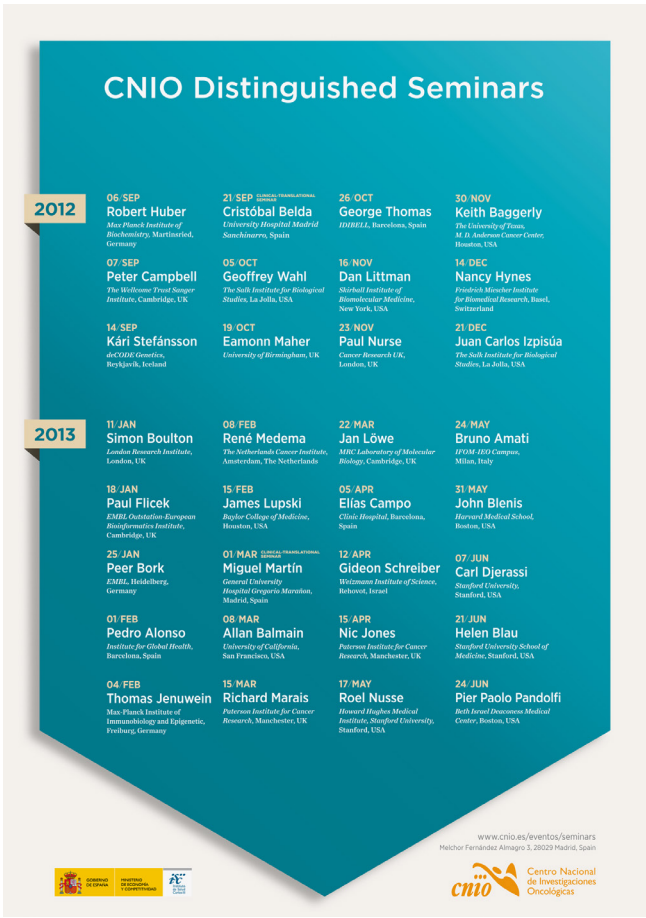 CNIO Distinguished Seminars
2012
06/SEP
Robert Huber
Max Planck Institute of
Biochemistry, Martinsried,
Germany
07/SEP
Peter Campbell
The Wellcome Trust Sanger
Institute, Cambridge, UK
14/SEP
Kári Stefánsson
deCODE Genetics,
Reykjavik, Iceland
21/SEP CLINICAL-TRANSLATIONAL
SEMINAR
Cristóbal Belda
University Hospital Madrid
Sanchinarro, Spain
05/OCT
Geoffrey Wahl
The Salk Institute for Biological
Studies, La Jolla, USA
19/OCT
Eamonn Maher
University of Birmingham, UK
26/OCT
George Thomas
IDIBELL, Barcelona, Spain
16/NOV
Dan Littman
Skirball Institute of
Biomolecular Medicine,
New York, USA
23/NOV
Paul Nurse
Cancer Research UK,
London, UK
30/NOV
Keith Baggerly
The University of Texas,
M. D. Anderson Cancer Center,
Houston, USA
14/DEC
Nancy Hynes
Friedrich Miescher Institute
for Biomedical Research, Basel,
Switzerland
21/DEC
Juan Carlos Izpisúa
The Salk Institute for Biological
Studies, La Jolla, USA
2013
11/JAN
Simon Boulton
London Research Institute,
London, UK
18/JAN
Paul Flicek
EMBL Outstation-European
Bioinformatics Institute,
Cambridge, UK
25/JAN
Peer Bork
EMBL, Heidelberg,
Germany
01/FEB
Pedro Alonso
Institute for Global Health,
Barcelona, Spain
04/FEB
Thomas Jenuwein
Max-Planck Institute of
Immunobiology and Epigenetic,
Freiburg, Germany
08/FEB
René Medema
The Netherlands Cancer Institute,
Amsterdam, The Netherlands
15/FEB
James Lupski
Baylor College of Medicine,
Houston, USA
01/MAR CLINICAL-TRANSLATIONAL
SEMINAR
Miguel Martín
General University
Hospital Gregorio Marañon,
Madrid, Spain
08/MAR
Allan Balmain
University of California,
San Francisco, USA
15/MAR
Richard Marais
Paterson Institute for Cancer
Research, Manchester, UK
22/MAR
Jan Löwe
MRC Laboratory of Molecular
Biology, Cambridge, UK
05/APR
Elías Campo
Clinic Hospital, Barcelona,
Spain
12/APR
Gideon Schreiber
Weizmann Institute of Science,
Rehovot, Israel
15/APR
Nic Jones
Paterson Institute for Cancer
Research, Manchester, UK
17/MAY
Roel Nusse
Howard Hughes Medical
Institute, Stanford University,
Stanford, USA
24/MAY
Bruno Amati
IFOM-IEO Campus,
Milan, Italy
31/MAY
John Blenis
Harvard Medical School,
Boston, USA
07/JUN
Carl Djerassi
Stanford University,
Stanford, USA
21/JUN
Helen Blau
Stanford University School of
Medicine, Stanford, USA
24/JUN
Pier Paolo Pandolfi
Beth Israel Deaconess Medical
Center, Boston, USA
www.cnio.es/eventos/seminars
Melchor Fernández Almagro 3, 28029 Madrid, Spain
GOBIERNO
DE ESPAÑA
MINISTERIO
DE ECONOMÍA
Y COMPETITIVIDAD
cnio
Centro Nacional
de Investigaciones
Oncológicas